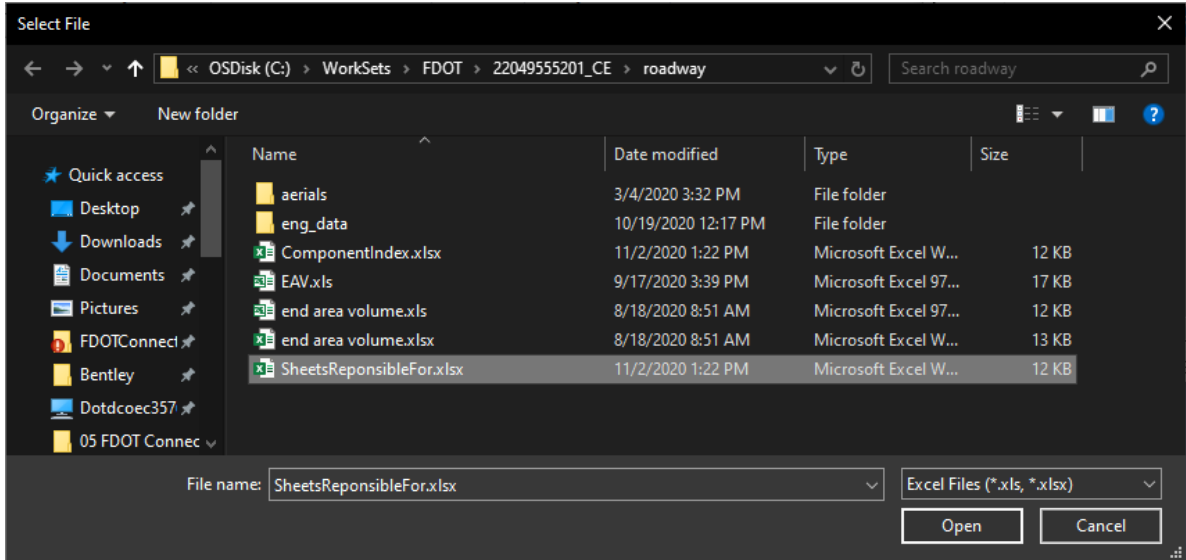 Select File
« OSDisk (C:) › WorkSets › FDOT › 22049555201_CE › roadway Search roadway
Organize New folder ?
Name Date modified Type Size
Quick access
Desktop
Downloads
Documents
Pictures
FDOTConnect
Bentley
Dotdcoec357
05 FDOT Connec
aerials 3/4/2020 3:32 PM File folder
eng_data 10/19/2020 12:17 PM File folder
ComponentIndex.xlsx 11/2/2020 1:22 PM Microsoft Excel W... 12 KB
EAV.xls 9/17/2020 3:39 PM Microsoft Excel 97... 17 KB
end area volume.xls 8/18/2020 8:51 AM Microsoft Excel 97... 12 KB
end area volume.xlsx 8/18/2020 8:51 AM Microsoft Excel W... 13 KB
SheetsReponsibleFor.xlsx 11/2/2020 1:22 PM Microsoft Excel W... 12 KB
File name: SheetsReponsibleFor.xlsx Excel Files (*.xls, *.xlsx)
Open Cancel